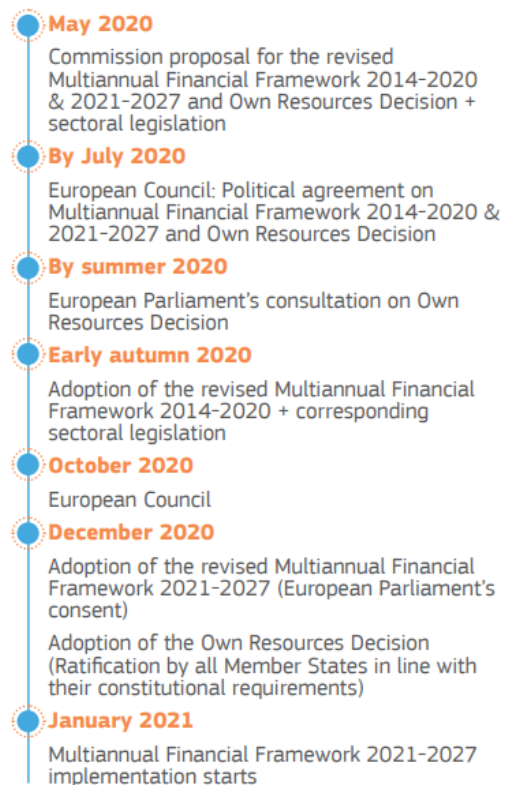 May 2020
Commission proposal for the revised
Multiannual Financial Framework 2014-2020
& 2021-2027 and Own Resources Decision +
sectoral legislation
By July 2020
European Council: Political agreement on
Multiannual Financial Framework 2014-2020 &
2021-2027 and Own Resources Decision
By summer 2020
European Parliament's consultation on Own
Resources Decision
Early autumn 2020
Adoption of the revised Multiannual Financial
Framework 2014-2020 + corresponding
sectoral legislation
October 2020
European Council
December 2020
Adoption of the revised Multiannual Financial
Framework 2021-2027 (European Parliament's
consent)
Adoption of the Own Resources Decision
(Ratification by all Member States in line with
their constitutional requirements)
January 2021
Multiannual Financial Framework 2021-2027
implementation starts